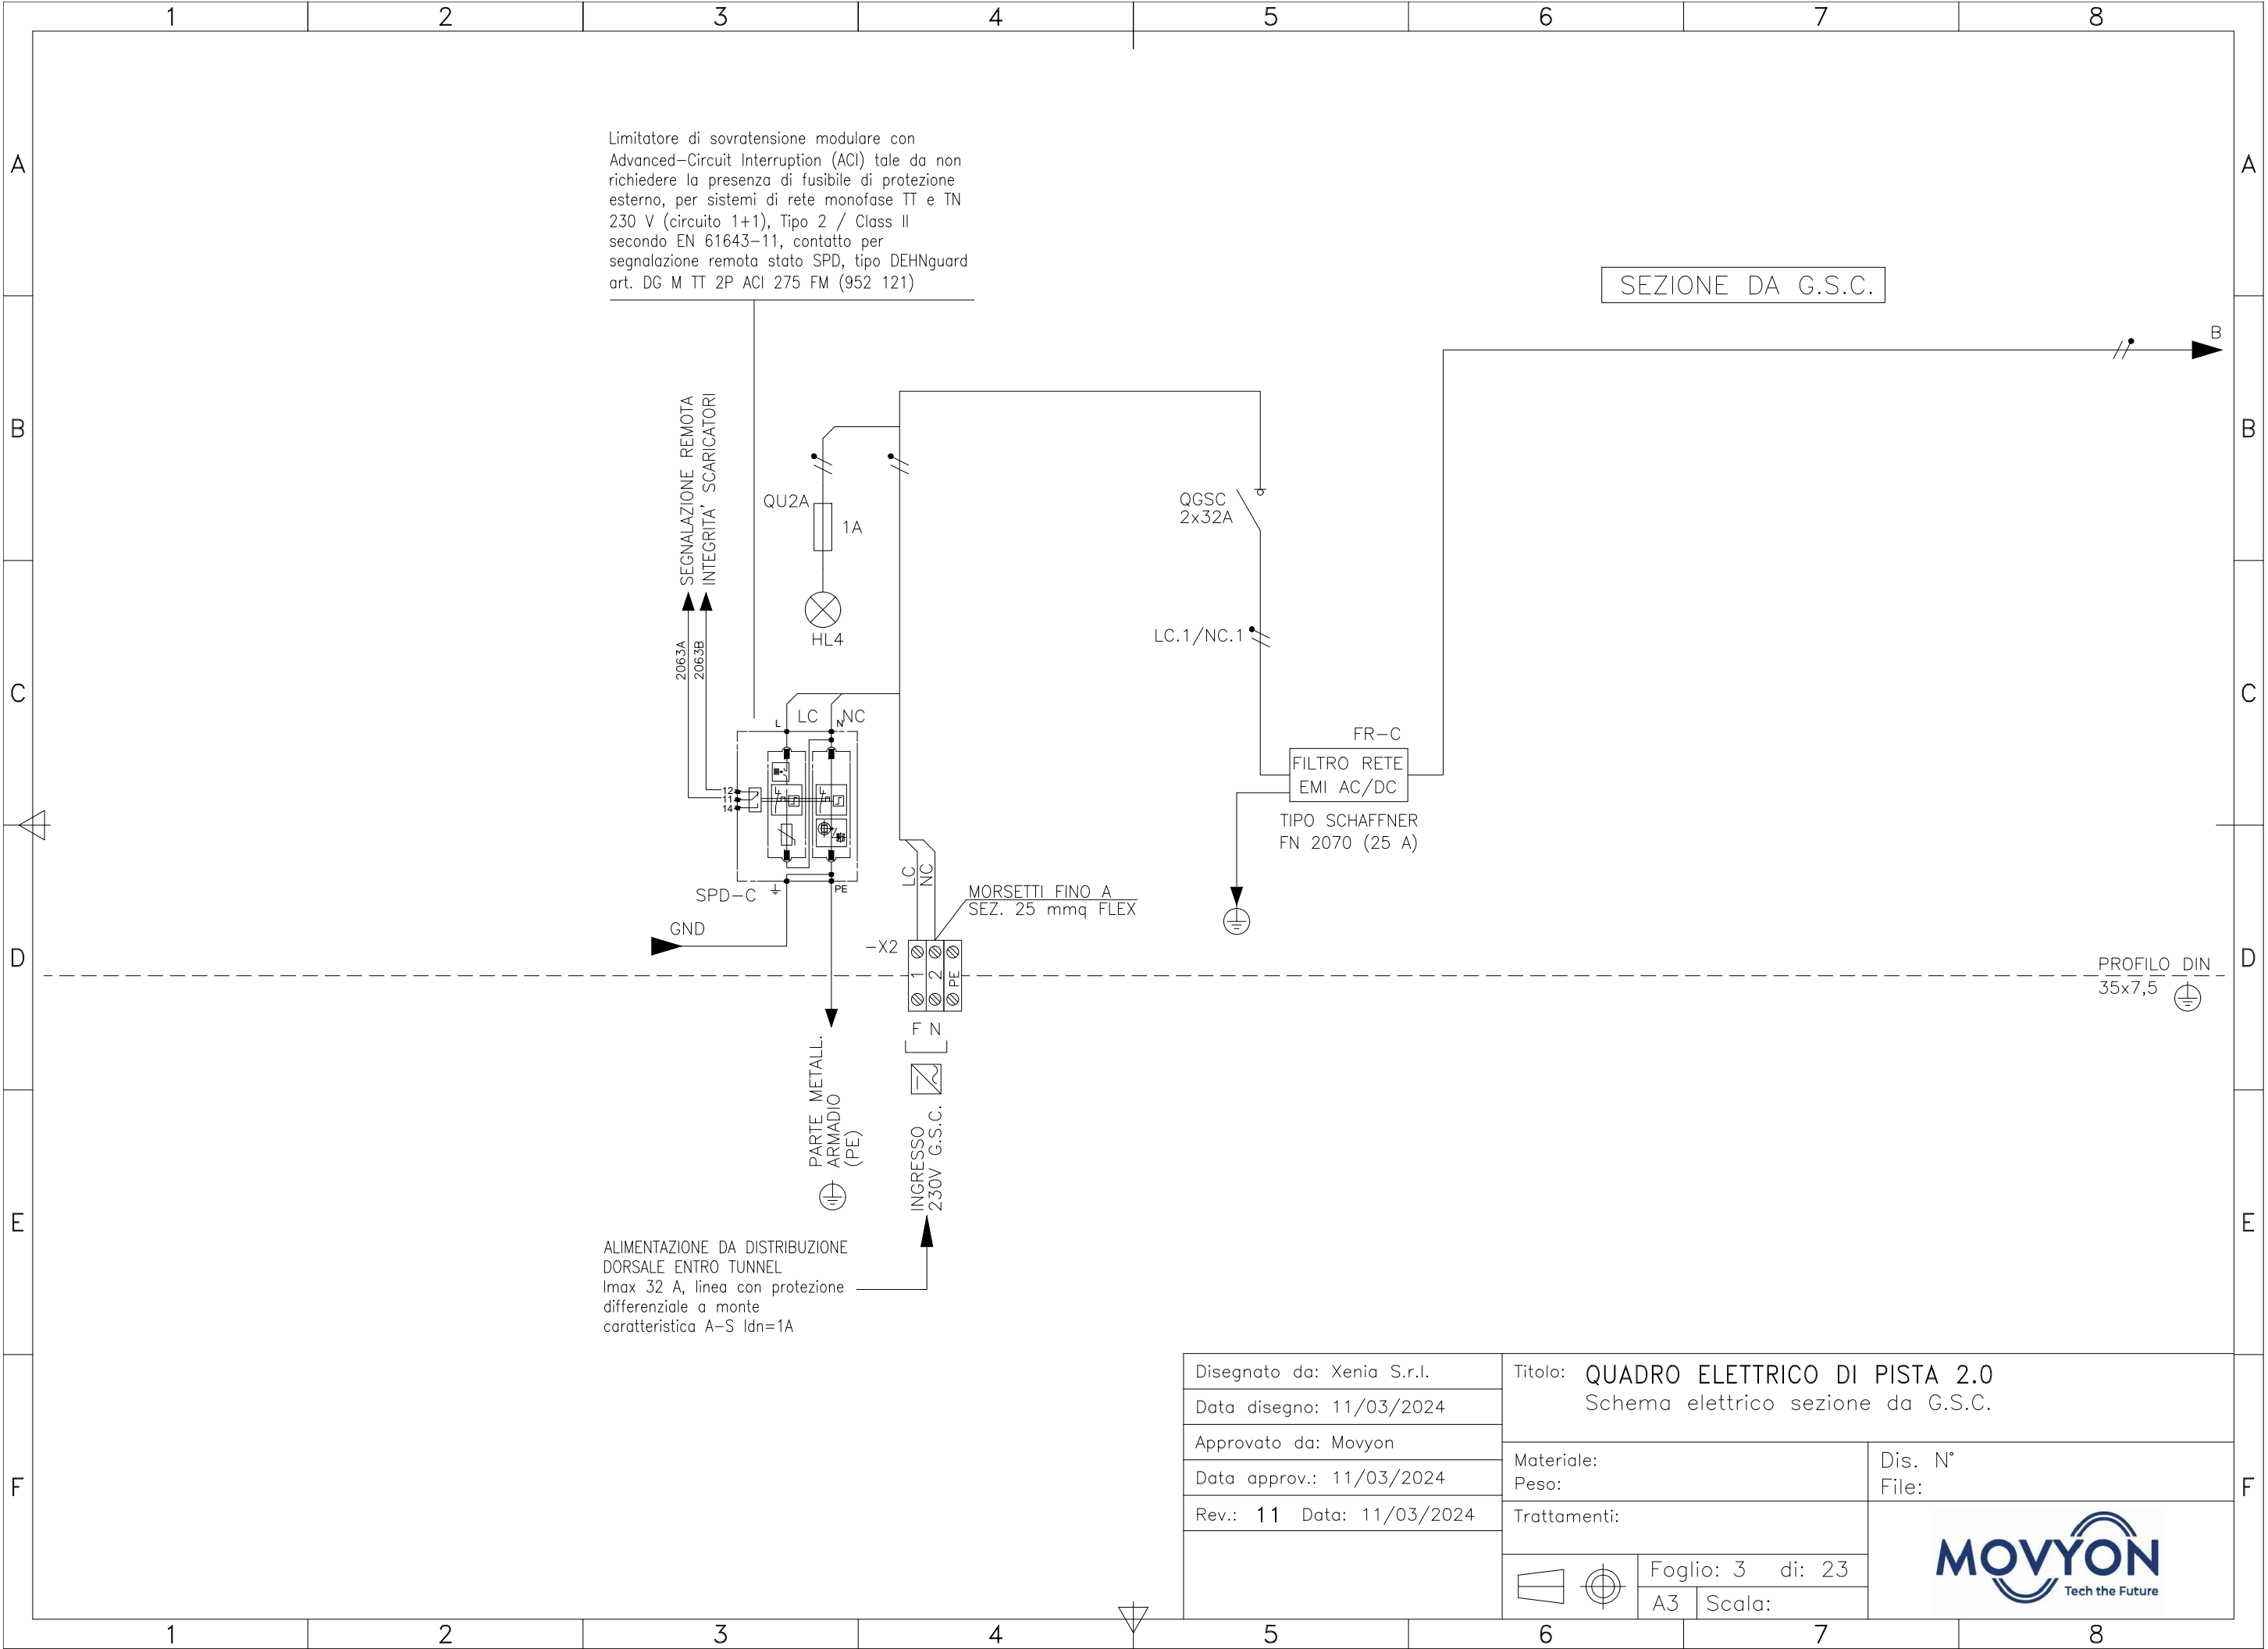 1 2 3 4 5 6 7 8
A A
Limitatore di sovratensione modulare con
Advanced-Circuit Interruption (ACI) tale da non
richiedere la presenza di fusibile di protezione
esterno, per sistemi di rete monofase TT e TN
230 V (circuito 1+1), Tipo 2 / Class II
secondo EN 61643-11, contatto per
segnalazione remota stato SPD, tipo DEHNguard
art. DG M TT 2P ACI 275 FM (952 121)
SEZIONE DA G.S.C.
B
B B
SEGNALAZIONE REMOTA
INTEGRITA' SCARICATORI
QU2A
1A
HL4
QGSC
2x32A
LC.1/NC.1
2063A
2063B
C C
L LC N NC
12
11
14
SPD-C
PE
FR-C
FILTRO RETE
EMI AC/DC
TIPO SCHAFFNER
FN 2070 (25 A)
LC
NC
MORSETTI FINO A
SEZ. 25 mmq FLEX
GND
-X2
1 2 PE
F N
D D
PROFILO DIN
35x7,5
PARTE METALL.
ARMADIO
(PE)
INGRESSO
230V G.S.C.
E E
ALIMENTAZIONE DA DISTRIBUZIONE
DORSALE ENTRO TUNNEL
Imax 32 A, linea con protezione
differenziale a monte
caratteristica A-S Idn=1A
F F
Disegnato da: Xenia S.r.l.
Data disegno: 11/03/2024
Approvato da: Movyon
Data approv.: 11/03/2024
Rev.: 11 Data: 11/03/2024
Titolo: QUADRO ELETTRICO DI PISTA 2.0
Schema elettrico sezione da G.S.C.
Materiale:
Peso:
Dis. N°
File:
Trattamenti:
Foglio: 3 di: 23
A3 Scala:
MOVYON
Tech the Future
1 2 3 4 5 6 7 8